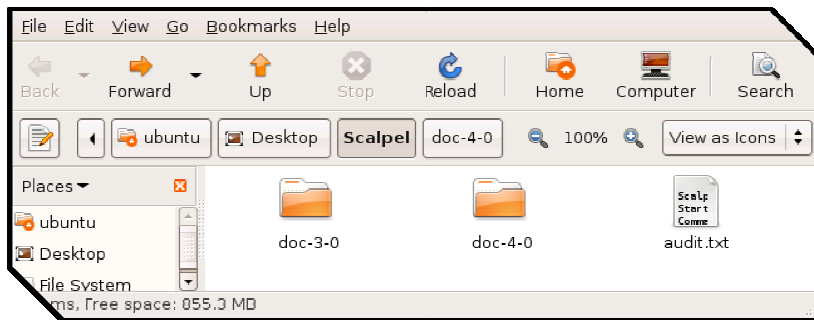 File Edit View Go Bookmarks Help
Back Forward Up Stop Reload Home Computer Search
ubuntu Desktop Scalpel doc-4-0 100% View as Icons
Places
ubuntu
Desktop
File System
Scalp
Start
Comme
doc-3-0 doc-4-0 audit.txt
ms, Free space: 855.3 MB